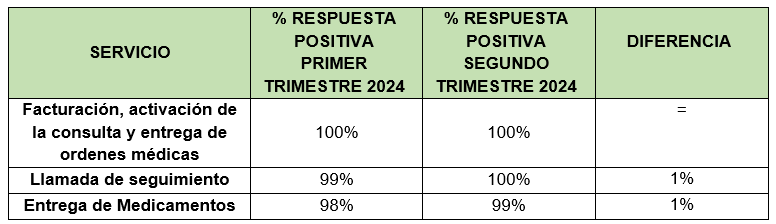 SERVICIO
% RESPUESTA
POSITIVA
PRIMER
TRIMESTRE 2024
% RESPUESTA
POSITIVA
SEGUNDO
TRIMESTRE 2024
DIFERENCIA
Facturación, activación de
la consulta y entrega de
ordenes médicas
100%
100%
=
Llamada de seguimiento
99%
100%
1%
Entrega de Medicamentos
98%
99%
1%